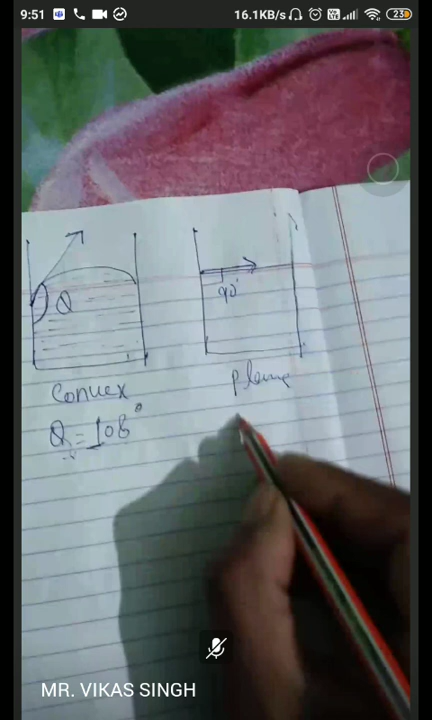 9:51 16.1KB/s 23
Q 90°
Convex Plane
Q = 108°
MR. VIKAS SINGH